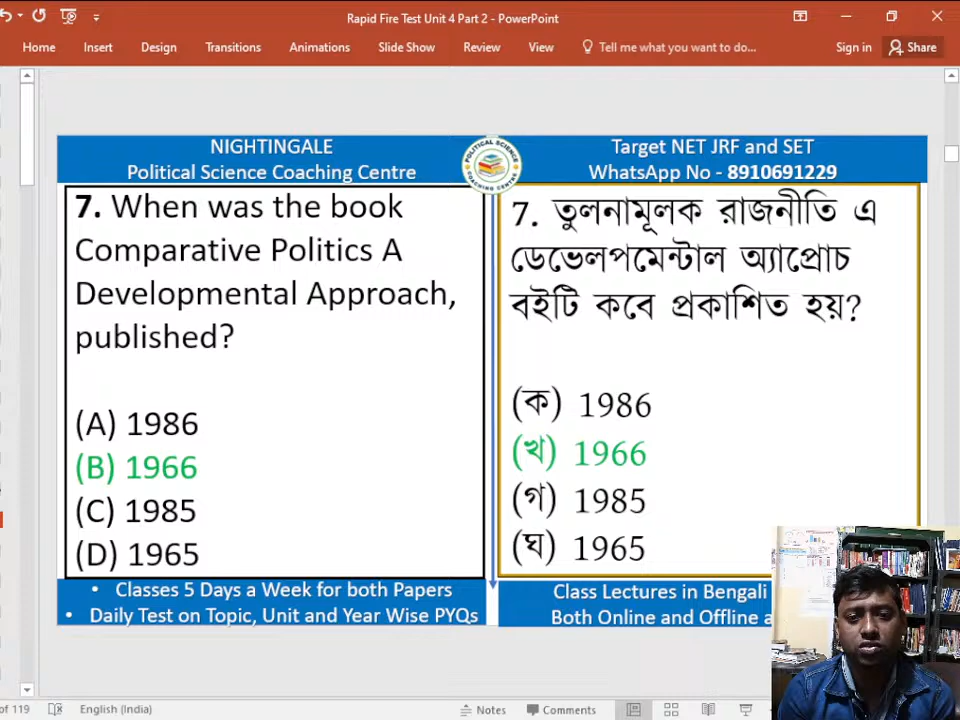 Rapid Fire Test Unit 4 Part 2 - PowerPoint
Home Insert Design Transitions Animations Slide Show Review View Tell me what you want to do... Sign in Share
NIGHTINGALE
Political Science Coaching Centre
POLITICAL SCIENCE
COACHING CENTRE
Target NET JRF and SET
WhatsApp No - 8910691229
7. When was the book
Comparative Politics A
Developmental Approach,
published?
(A) 1986
(B) 1966
(C) 1985
(D) 1965
7. তুলনামূলক রাজনীতি এ
ডেভেলপমেন্টাল অ্যাপ্রোচ
বইটি কবে প্রকাশিত হয়?
(ক) 1986
(খ) 1966
(গ) 1985
(ঘ) 1965
• Classes 5 Days a Week for both Papers
• Daily Test on Topic, Unit and Year Wise PYQs
Class Lectures in Bengali
Both Online and Offline a
of 119 English (India) Notes Comments